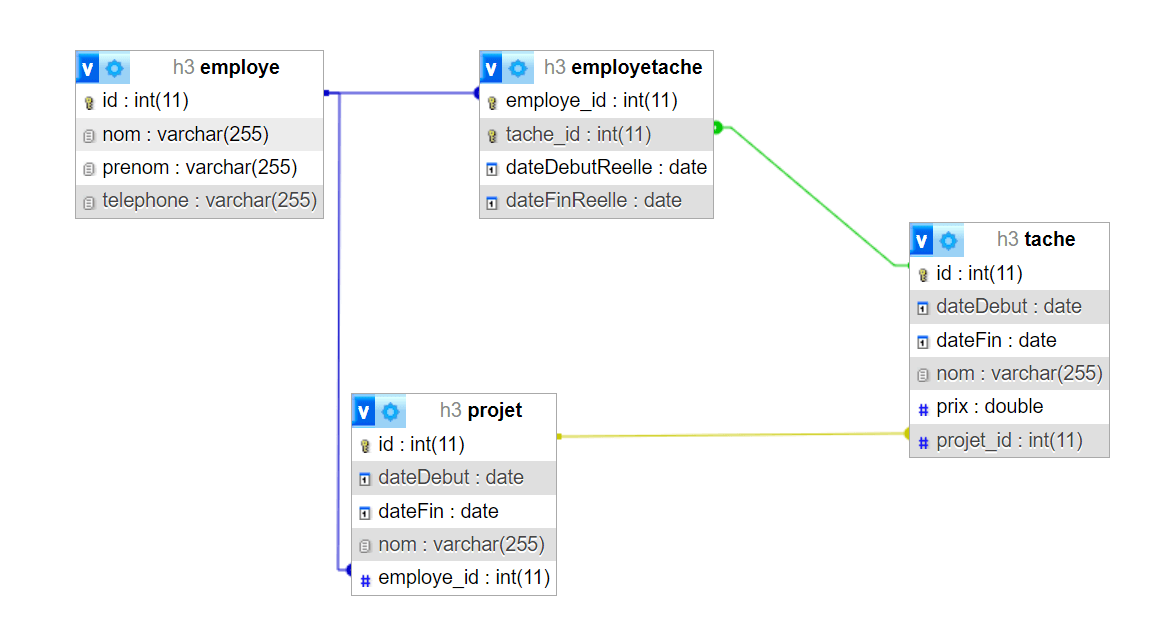 v h3 employe
id : int(11)
nom : varchar(255)
prenom : varchar(255)
telephone : varchar(255)
v h3 employetache
employe_id : int(11)
tache_id : int(11)
dateDebutReelle : date
dateFinReelle : date
v h3 tache
id : int(11)
dateDebut : date
dateFin : date
nom : varchar(255)
# prix : double
# projet_id : int(11)
v h3 projet
id : int(11)
dateDebut : date
dateFin : date
nom : varchar(255)
# employe_id : int(11)